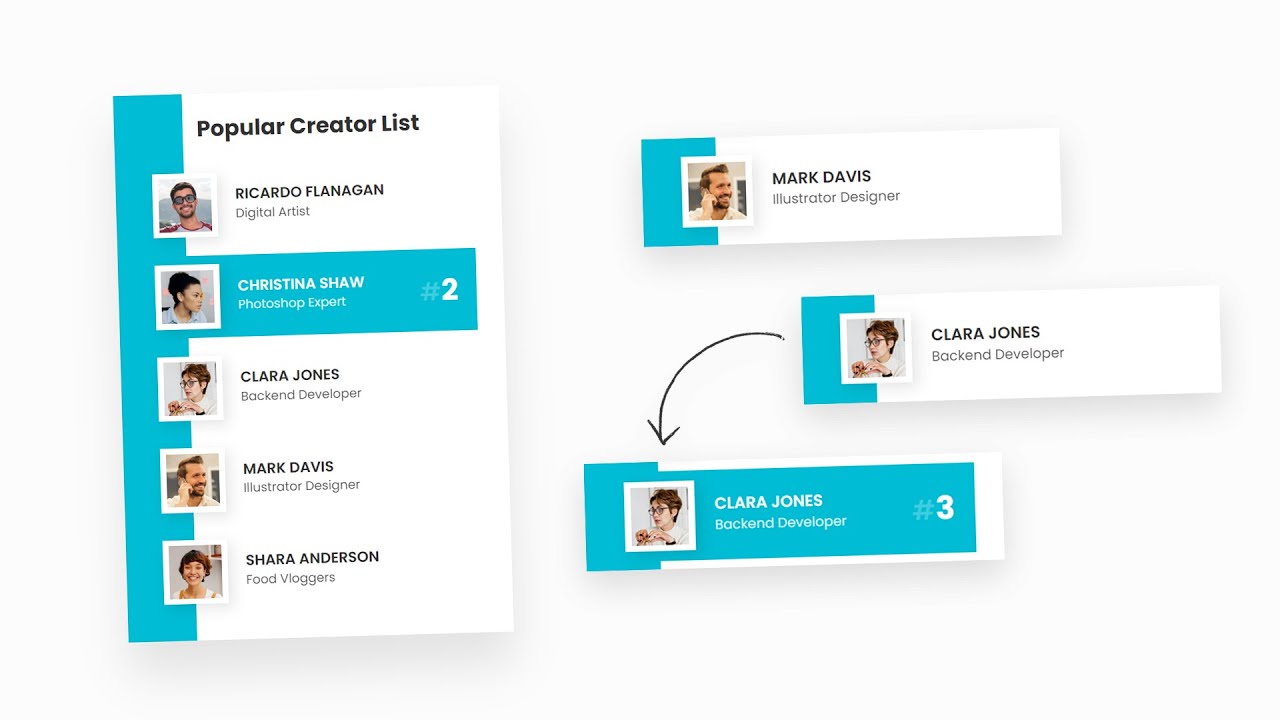 Popular Creator List
RICARDO FLANAGAN
Digital Artist
CHRISTINA SHAW
Photoshop Expert
#2
CLARA JONES
Backend Developer
MARK DAVIS
Illustrator Designer
SHARA ANDERSON
Food Vloggers
MARK DAVIS
Illustrator Designer
CLARA JONES
Backend Developer
CLARA JONES
Backend Developer
#3